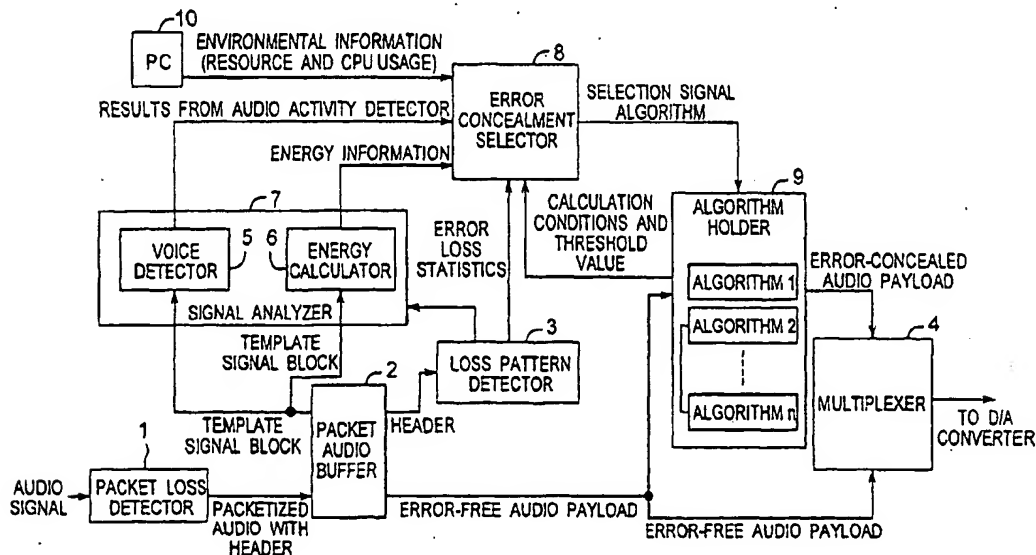 10
PC
ENVIRONMENTAL INFORMATION
(RESOURCE AND CPU USAGE)
8
ERROR
CONCEALMENT
SELECTOR
SELECTION SIGNAL
ALGORITHM
RESULTS FROM AUDIO ACTIVITY DETECTOR
ENERGY INFORMATION
7
VOICE
DETECTOR
5
6
ENERGY
CALCULATOR
SIGNAL ANALYZER
ERROR
LOSS
STATISTICS
CALCULATION
CONDITIONS AND
THRESHOLD
VALUE
9
ALGORITHM
HOLDER
ALGORITHM 1
ALGORITHM 2
ALGORITHM n
ERROR-CONCEALED
AUDIO PAYLOAD
4
MULTIPLEXER
TO D/A
CONVERTER
TEMPLATE
SIGNAL BLOCK
3
LOSS PATTERN
DETECTOR
2
HEADER
PACKET
AUDIO
BUFFER
TEMPLATE
SIGNAL BLOCK
1
AUDIO
SIGNAL
PACKET LOSS
DETECTOR
PACKETIZED
AUDIO WITH
HEADER
ERROR-FREE AUDIO PAYLOAD
ERROR-FREE AUDIO PAYLOAD